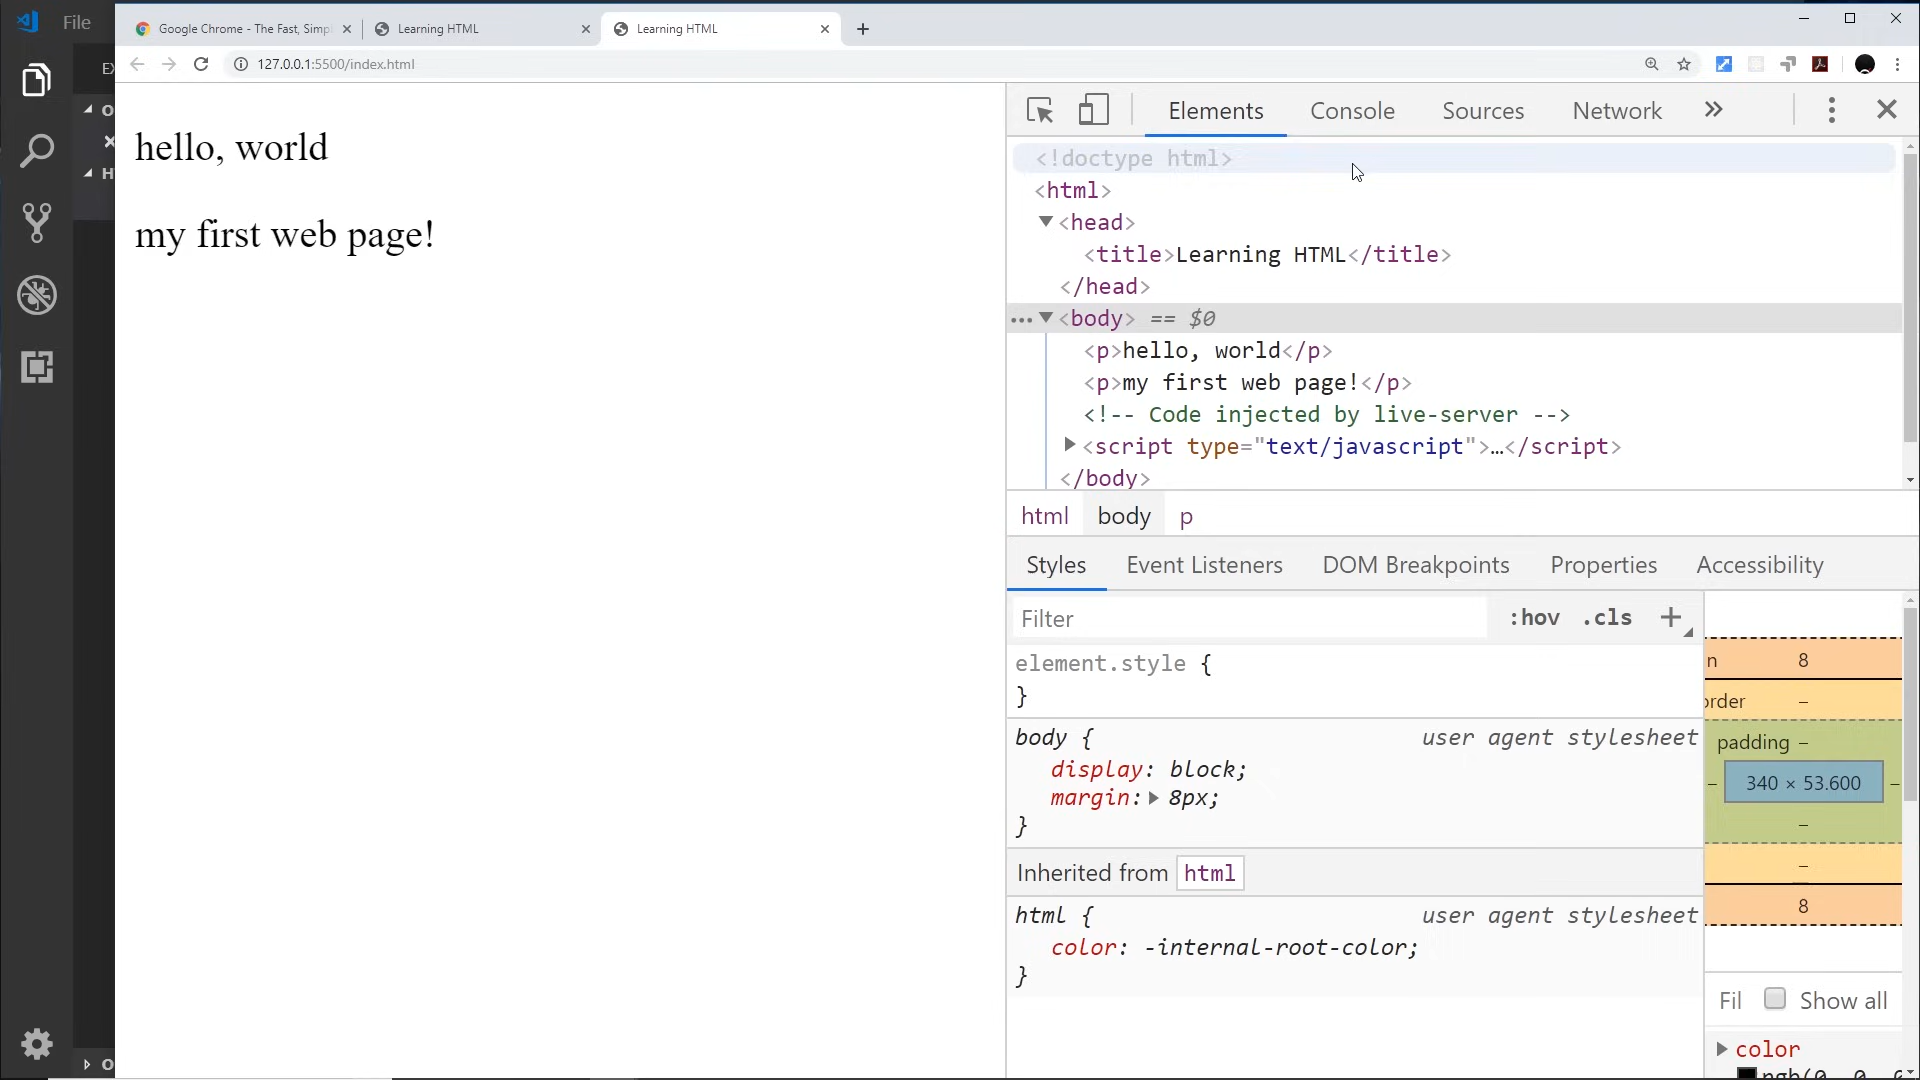 File
Google Chrome - The Fast, Simpl
Learning HTML
Learning HTML
127.0.0.1:5500/index.html
hello, world
my first web page!
Elements
Console
Sources
Network
<!doctype html>
<html>
<head>
<title>Learning HTML</title>
</head>
<body> == $0
<p>hello, world</p>
<p>my first web page!</p>
<!-- Code injected by live-server -->
<script type="text/javascript">…</script>
</body>
html body p
Styles
Event Listeners
DOM Breakpoints
Properties
Accessibility
Filter
:hov .cls +
element.style {
}
body {
user agent stylesheet
display: block;
margin: 8px;
}
Inherited from html
html {
user agent stylesheet
color: -internal-root-color;
}
n 8
order –
padding –
– 340 × 53.600 –
–
–
8
Fil Show all
color